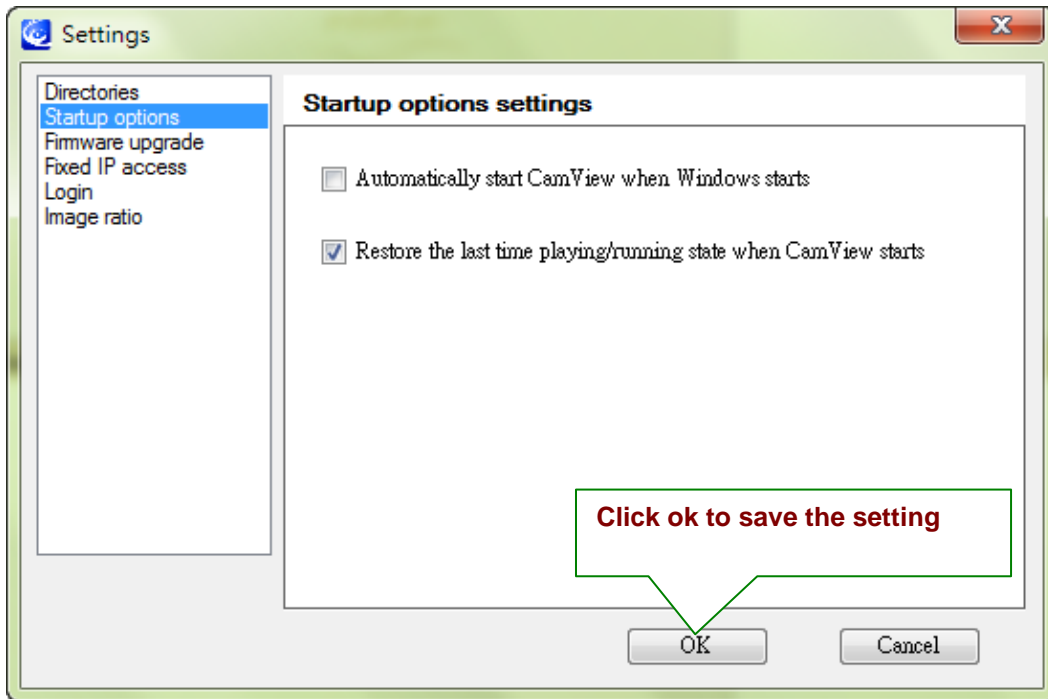 Settings
Directories
Startup options
Firmware upgrade
Fixed IP access
Login
Image ratio
Startup options settings
Automatically start CamView when Windows starts
Restore the last time playing/running state when CamView starts
Click ok to save the setting
OK
Cancel